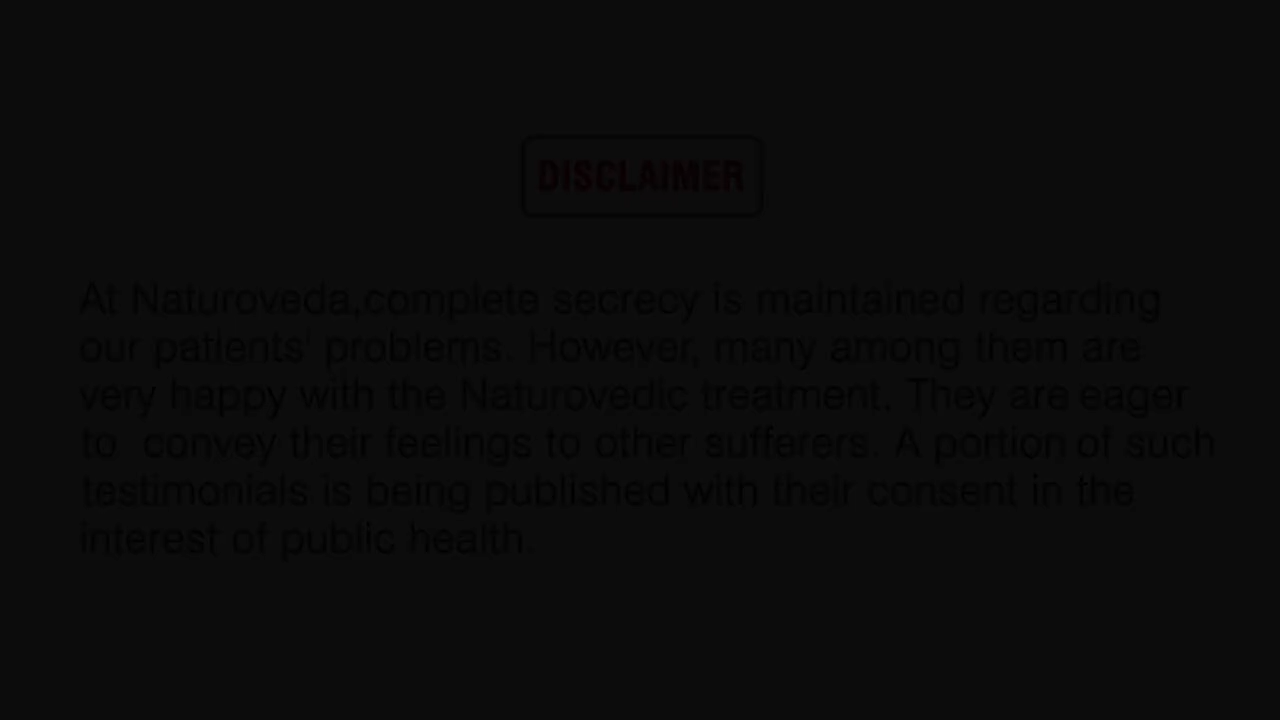 DISCLAIMER
At Naturoveda,complete secrecy is maintained regarding
our patients' problems. However, many among them are
very happy with the Naturovedic treatment. They are eager
to convey their feelings to other sufferers. A portion of such
testimonials is being published with their consent in the
interest of public health.